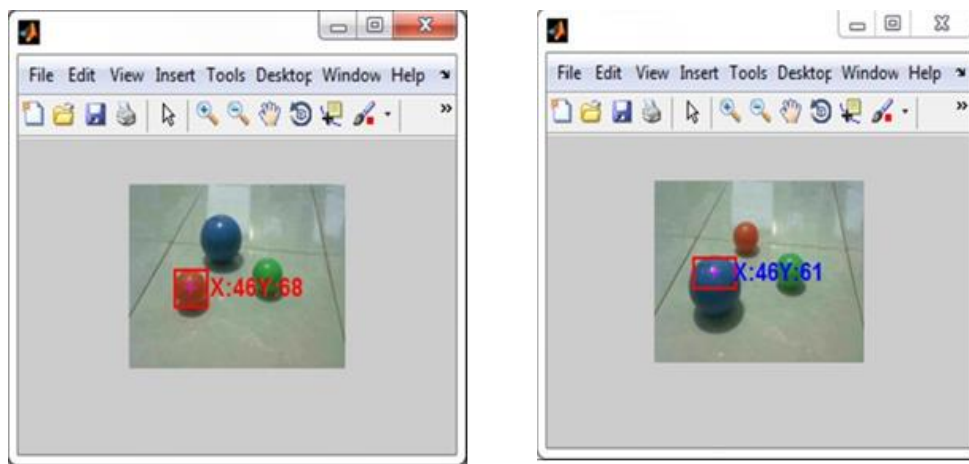 File Edit View Insert Tools Desktop Window Help
X:46Y:68
File Edit View Insert Tools Desktop Window Help
X:46Y:61